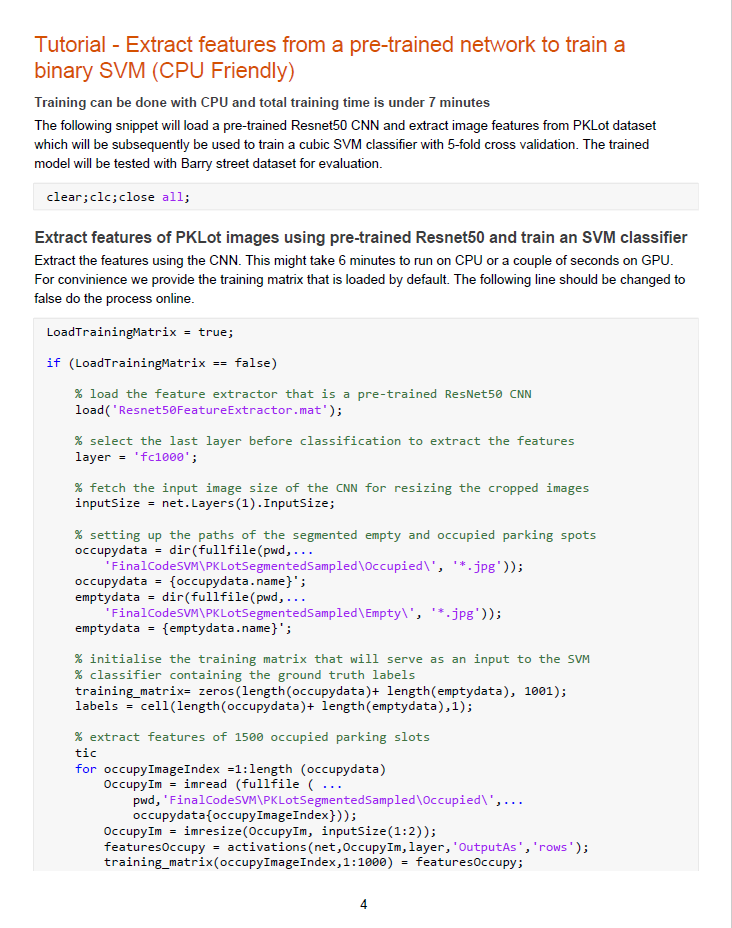 Tutorial - Extract features from a pre-trained network to train a
binary SVM (CPU Friendly)
Training can be done with CPU and total training time is under 7 minutes
The following snippet will load a pre-trained Resnet50 CNN and extract image features from PKLot dataset
which will be subsequently be used to train a cubic SVM classifier with 5-fold cross validation. The trained
model will be tested with Barry street dataset for evaluation.
clear;clc;close all;
Extract features of PKLot images using pre-trained Resnet50 and train an SVM classifier
Extract the features using the CNN. This might take 6 minutes to run on CPU or a couple of seconds on GPU.
For convinience we provide the training matrix that is loaded by default. The following line should be changed to
false do the process online.
LoadTrainingMatrix = true;
if (LoadTrainingMatrix == false)
% load the feature extractor that is a pre-trained ResNet50 CNN
load('Resnet50FeatureExtractor.mat');
% select the last layer before classification to extract the features
layer = 'fc1000';
% fetch the input image size of the CNN for resizing the cropped images
inputSize = net.Layers(1).InputSize;
% setting up the paths of the segmented empty and occupied parking spots
occupydata = dir(fullfile(pwd,...
'FinalCodeSVM\PKLotSegmentedSampled\Occupied\', '*.jpg'));
occupydata = {occupydata.name}';
emptydata = dir(fullfile(pwd,...
'FinalCodeSVM\PKLotSegmentedSampled\Empty\', '*.jpg'));
emptydata = {emptydata.name}';
% initialise the training matrix that will serve as an input to the SVM
% classifier containing the ground truth labels
training_matrix= zeros(length(occupydata)+ length(emptydata), 1001);
labels = cell(length(occupydata)+ length(emptydata),1);
% extract features of 1500 occupied parking slots
tic
for occupyImageIndex =1:length (occupydata)
OccupyIm = imread (fullfile ( ...
pwd,'FinalCodeSVM\PKLotSegmentedSampled\Occupied\',...
occupydata{occupyImageIndex}));
OccupyIm = imresize(OccupyIm, inputSize(1:2));
featuresOccupy = activations(net,OccupyIm,layer,'OutputAs','rows');
training_matrix(occupyImageIndex,1:1000) = featuresOccupy;
4